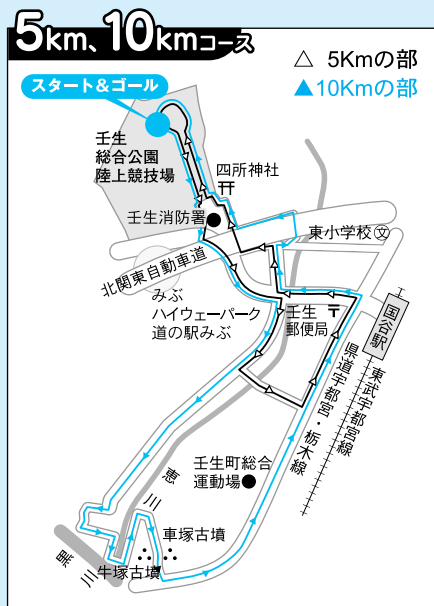 5km、10kmコース
△ 5Kmの部
▲10Kmの部
スタート&ゴール
壬生
総合公園
陸上競技場
四所神社
壬生消防署
東小学校文
北関東自動車道
みぶ
ハイウェーパーク
道の駅みぶ
壬生〒
郵便局
国谷駅
県道宇都宮・栃木線
東武宇都宮線
壬生町総合
運動場●
恵川
車塚古墳
黒川
牛塚古墳